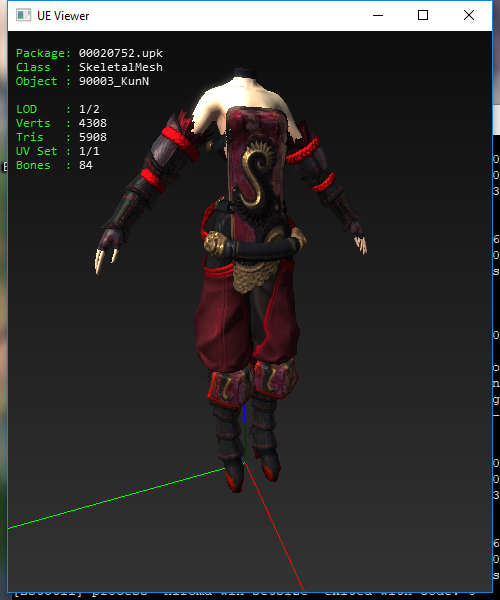 UE Viewer
Package: 00020752.upk
Class : SkeletalMesh
Object : 90003_KunN
LOD : 1/2
Verts : 4308
Tris : 5908
UV Set : 1/1
Bones : 84